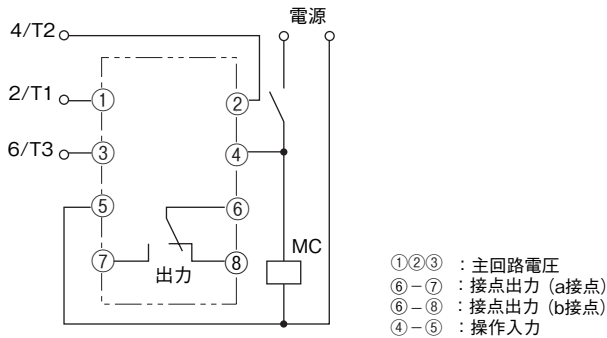 電源
4/T2
2/T1
①
②
6/T3
③
④
⑤
⑥
MC
⑦
出力
⑧
①②③ : 主回路電圧
⑥-⑦ : 接点出力 (a接点)
⑥-⑧ : 接点出力 (b接点)
④-⑤ : 操作入力